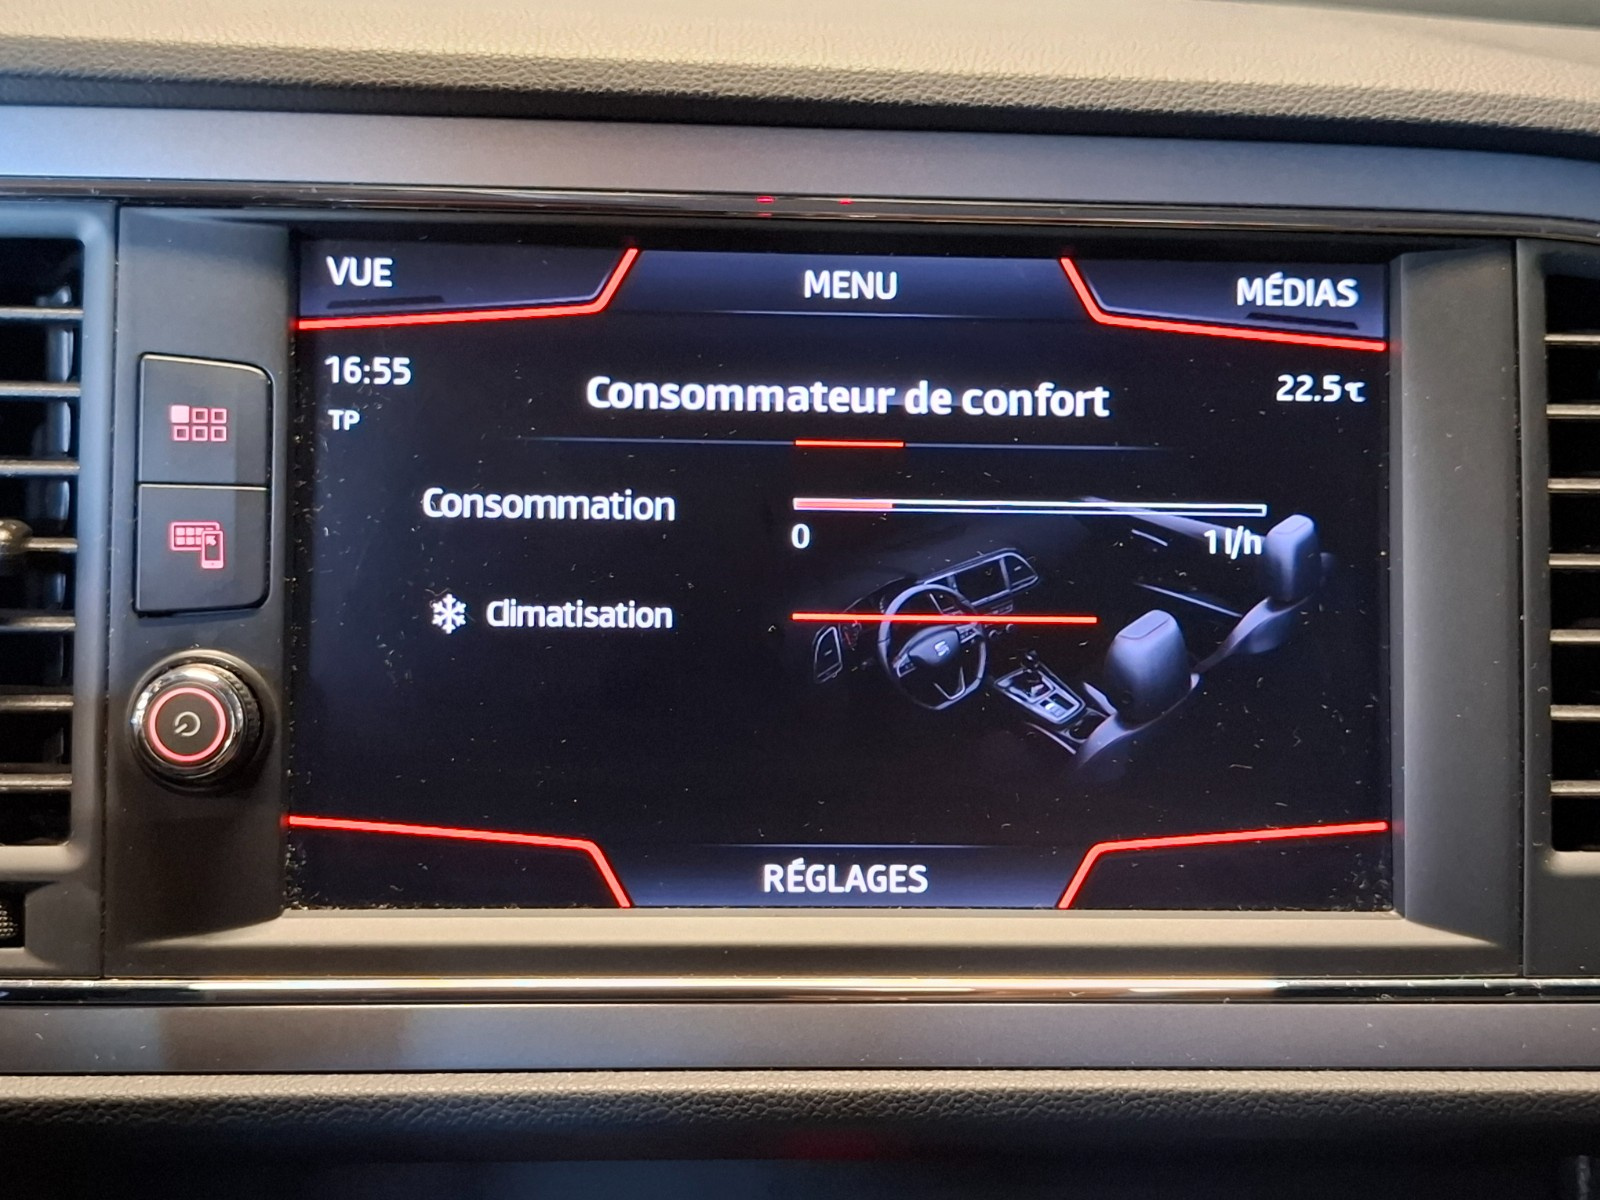 VUE
MENU
MÉDIAS
16:55
22.5℃
TP
Consommateur de confort
Consommation
0
1 l/h
Climatisation
RÉGLAGES